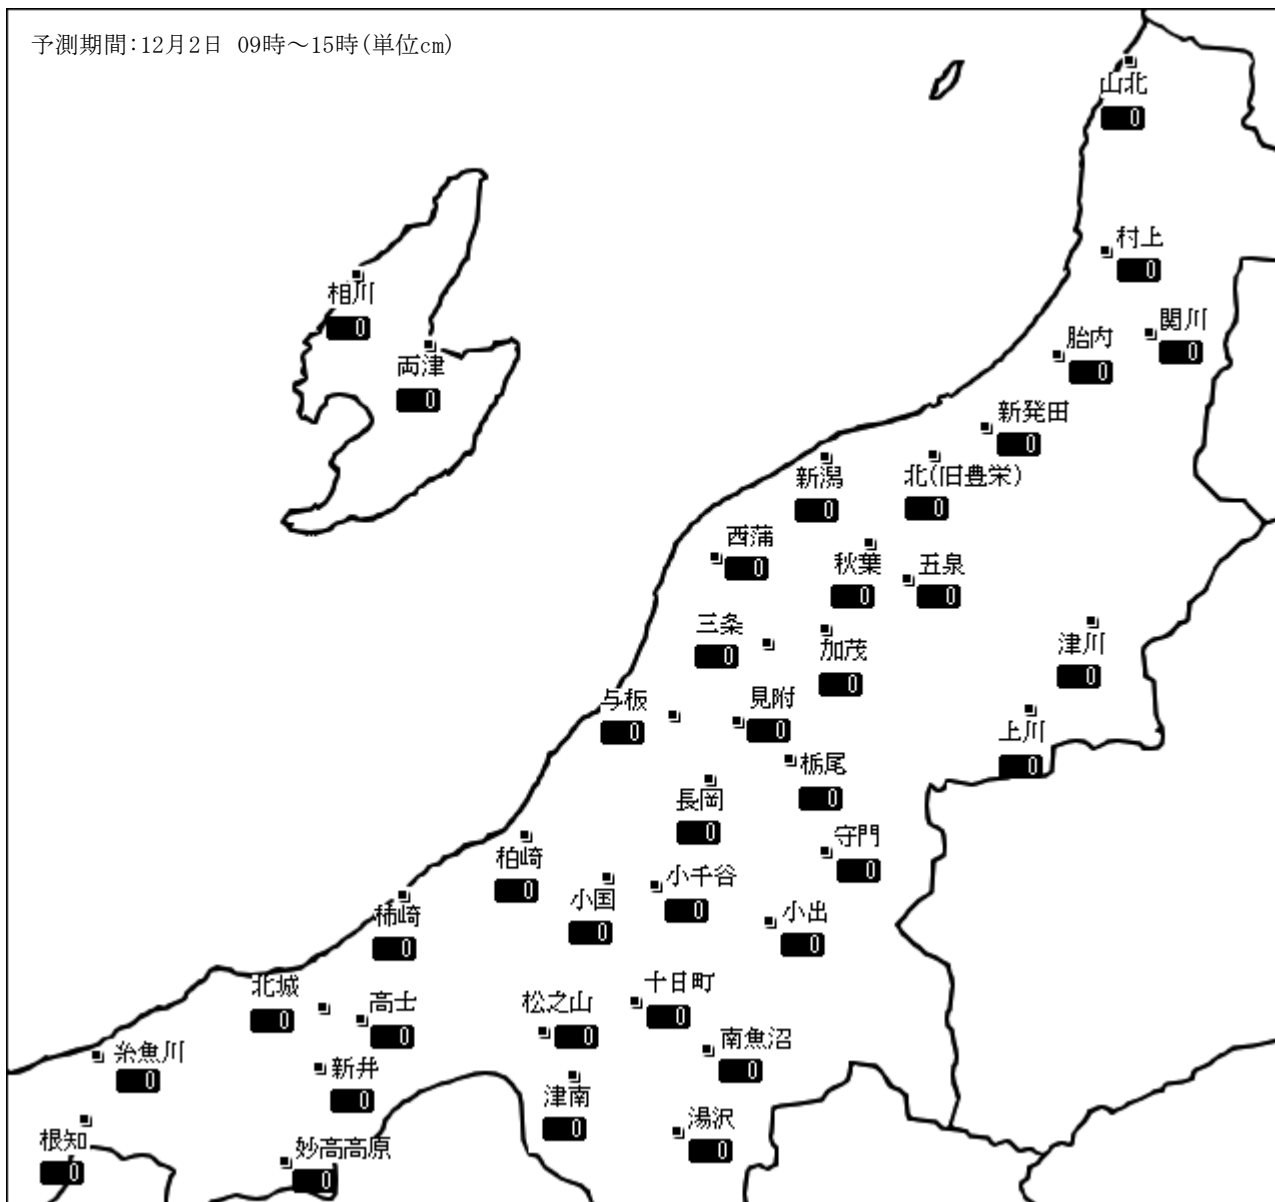 予測期間:12月2日 09時～15時(単位cm)
山北
0
村上
0
相川
0
関川
0
胎内
0
両津
0
新発田
0
新潟
0
北(旧豊栄)
0
西蒲
0
秋葉
0
五泉
0
三条
0
加茂
0
津川
0
与板
0
見附
0
上川
0
栃尾
0
長岡
0
守門
0
柏崎
0
小国
0
小千谷
0
小出
0
柿崎
0
北城
0
高士
0
松之山
0
十日町
0
南魚沼
0
糸魚川
0
新井
0
津南
0
湯沢
0
根知
0
妙高高原
0